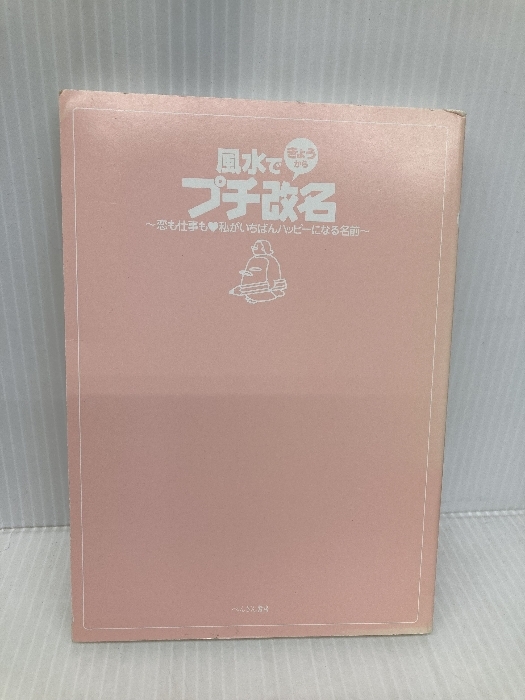 風水で きょうから
プチ改名
〜恋も仕事も♥私がいちばんハッピーになる名前〜